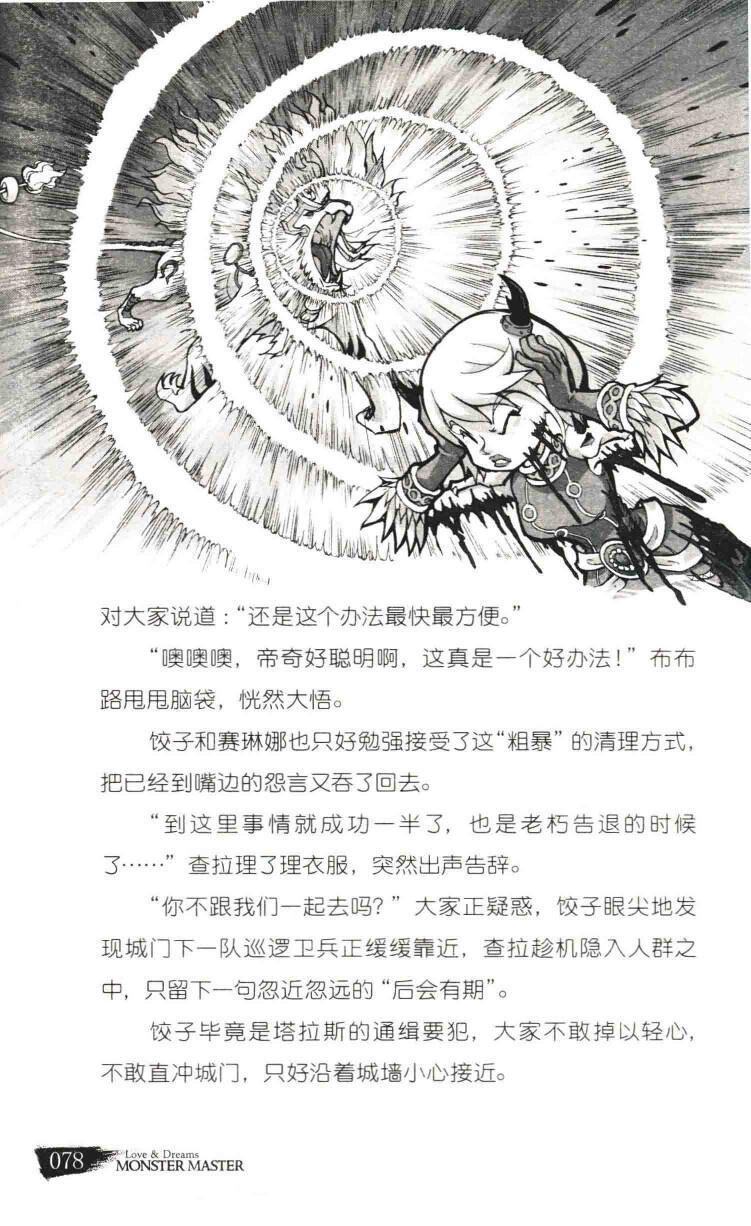 对大家说道：“还是这个办法最快最方便。”
“噢噢噢，帝奇好聪明啊，这真是一个好办法！”布布
路甩甩脑袋，恍然大悟。
饺子和赛琳娜也只好勉强接受了这“粗暴”的清理方式，
把已经到嘴边的怨言又吞了回去。
“到这里事情就成功一半了，也是老朽告退的时候
了……”查拉理了理衣服，突然出声告辞。
“你不跟我们一起去吗？”大家正疑惑，饺子眼尖地发
现城门下一队巡逻卫兵正缓缓靠近，查拉趁机隐入人群之
中，只留下一句忽近忽远的“后会有期”。
饺子毕竟是塔拉斯的通缉要犯，大家不敢掉以轻心，
不敢直冲城门，只好沿着城墙小心接近。
078
Love & Dreams
MONSTER MASTER